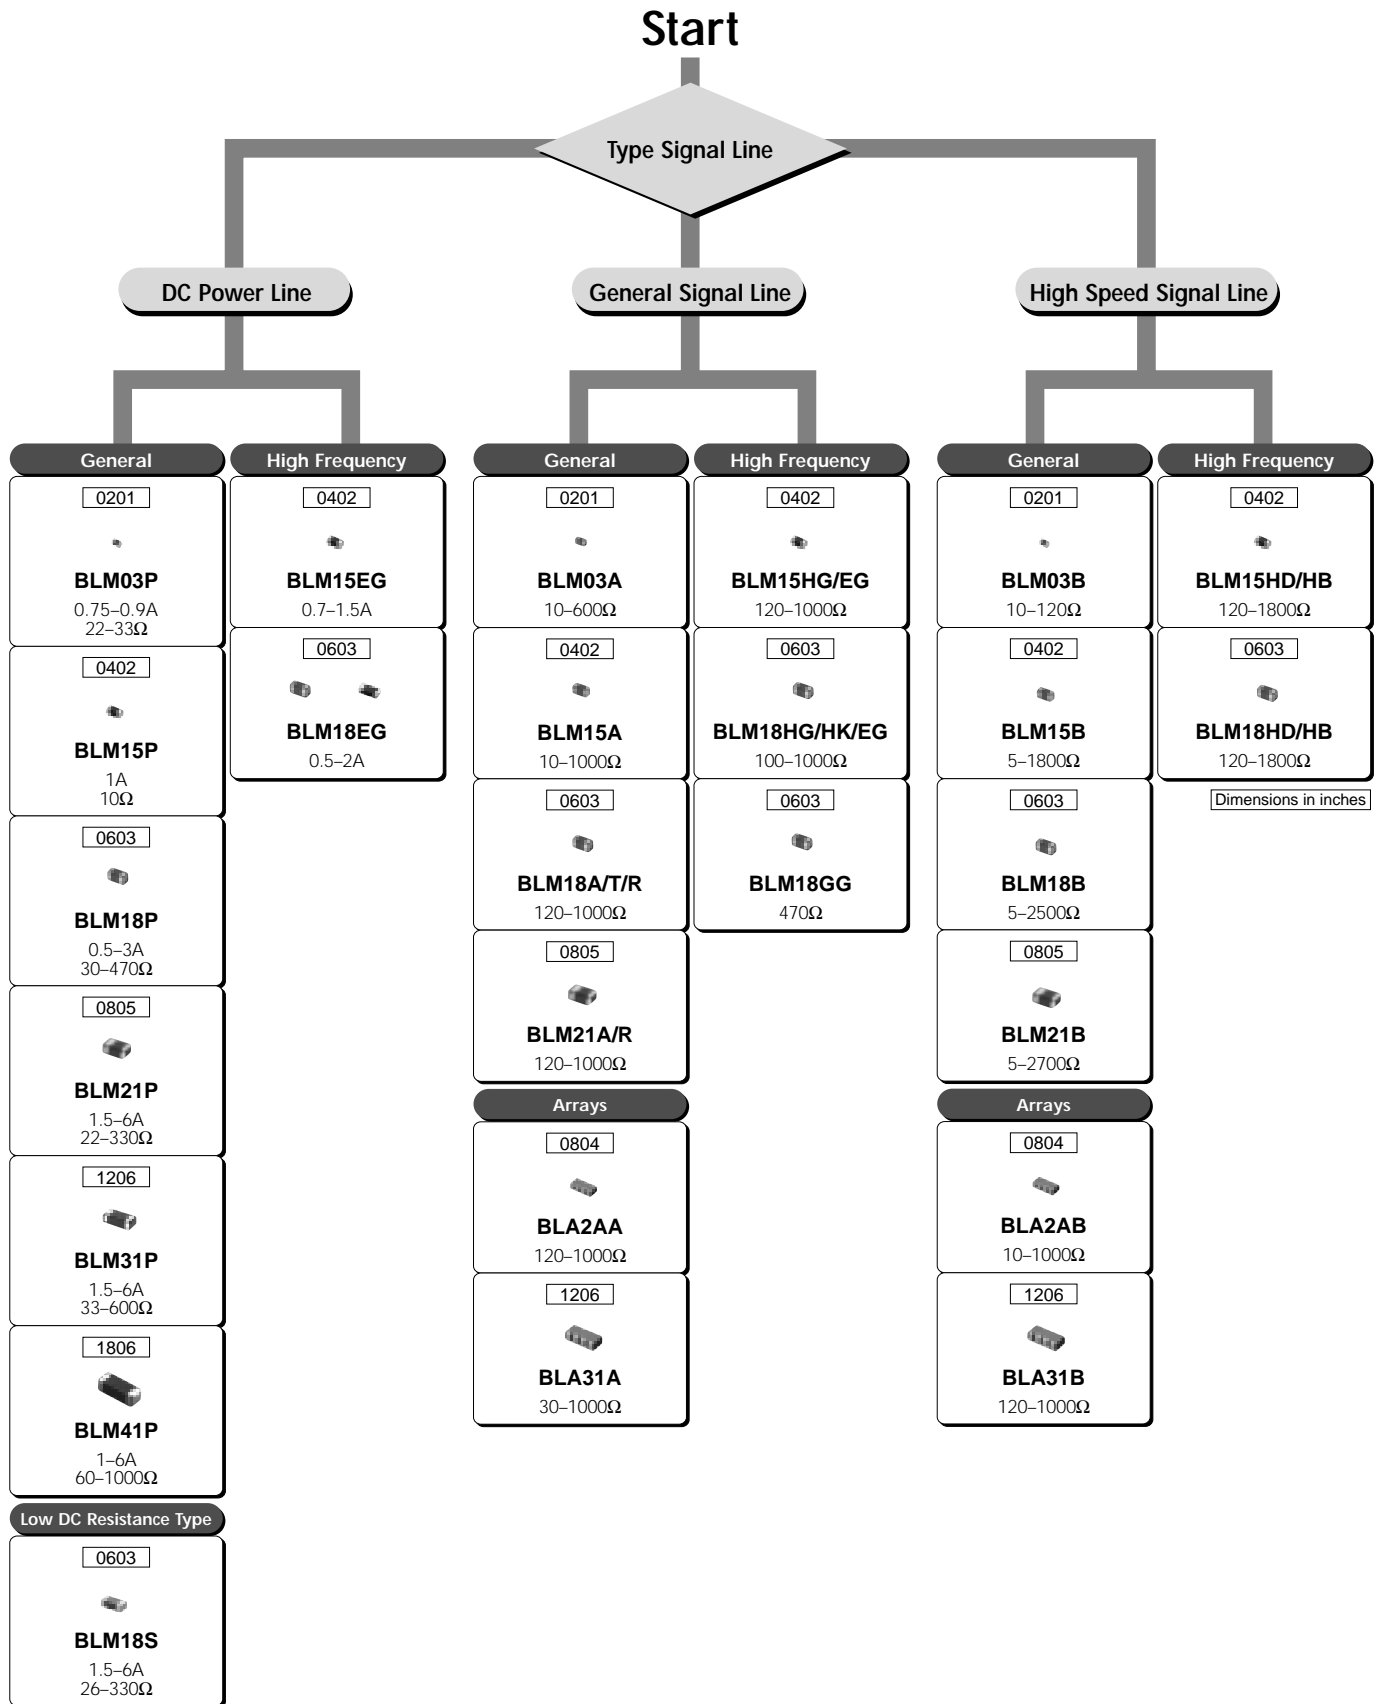 Start
Type Signal Line
DC Power Line
General Signal Line
High Speed Signal Line
General
0201
BLM03P
0.75–0.9A
22–33Ω
0402
BLM15P
1A
10Ω
0603
BLM18P
0.5–3A
30–470Ω
0805
BLM21P
1.5–6A
22–330Ω
1206
BLM31P
1.5–6A
33–600Ω
1806
BLM41P
1–6A
60–1000Ω
Low DC Resistance Type
0603
BLM18S
1.5–6A
26–330Ω
High Frequency
0402
BLM15EG
0.7–1.5A
0603
BLM18EG
0.5–2A
General
0201
BLM03A
10–600Ω
0402
BLM15A
10–1000Ω
0603
BLM18A/T/R
120–1000Ω
0805
BLM21A/R
120–1000Ω
Arrays
0804
BLA2AA
120–1000Ω
1206
BLA31A
30–1000Ω
High Frequency
0402
BLM15HG/EG
120–1000Ω
0603
BLM18HG/HK/EG
100–1000Ω
0603
BLM18GG
470Ω
General
0201
BLM03B
10–120Ω
0402
BLM15B
5–1800Ω
0603
BLM18B
5–2500Ω
0805
BLM21B
5–2700Ω
Arrays
0804
BLA2AB
10–1000Ω
1206
BLA31B
120–1000Ω
High Frequency
0402
BLM15HD/HB
120–1800Ω
0603
BLM18HD/HB
120–1800Ω
Dimensions in inches